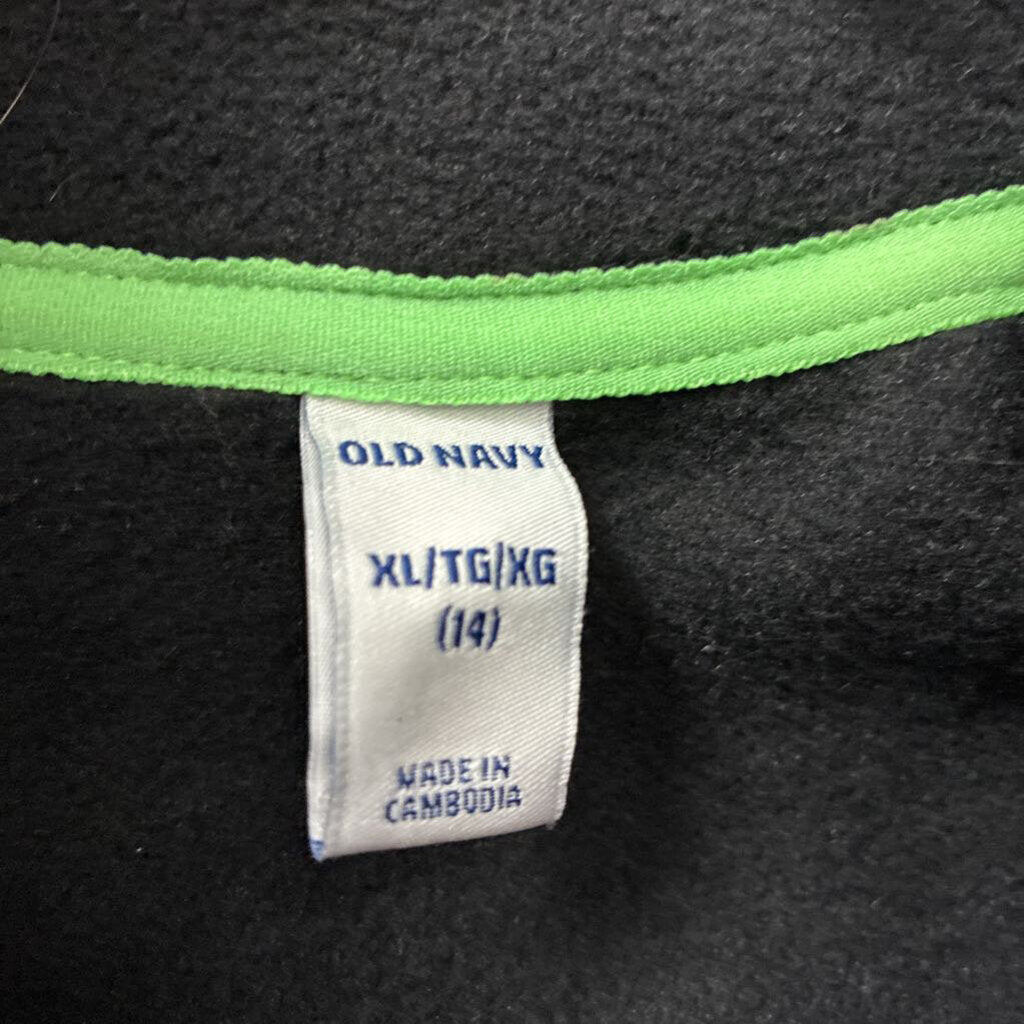 OLD NAVY
XL/TG/XG
(14)
MADE IN
CAMBODIA